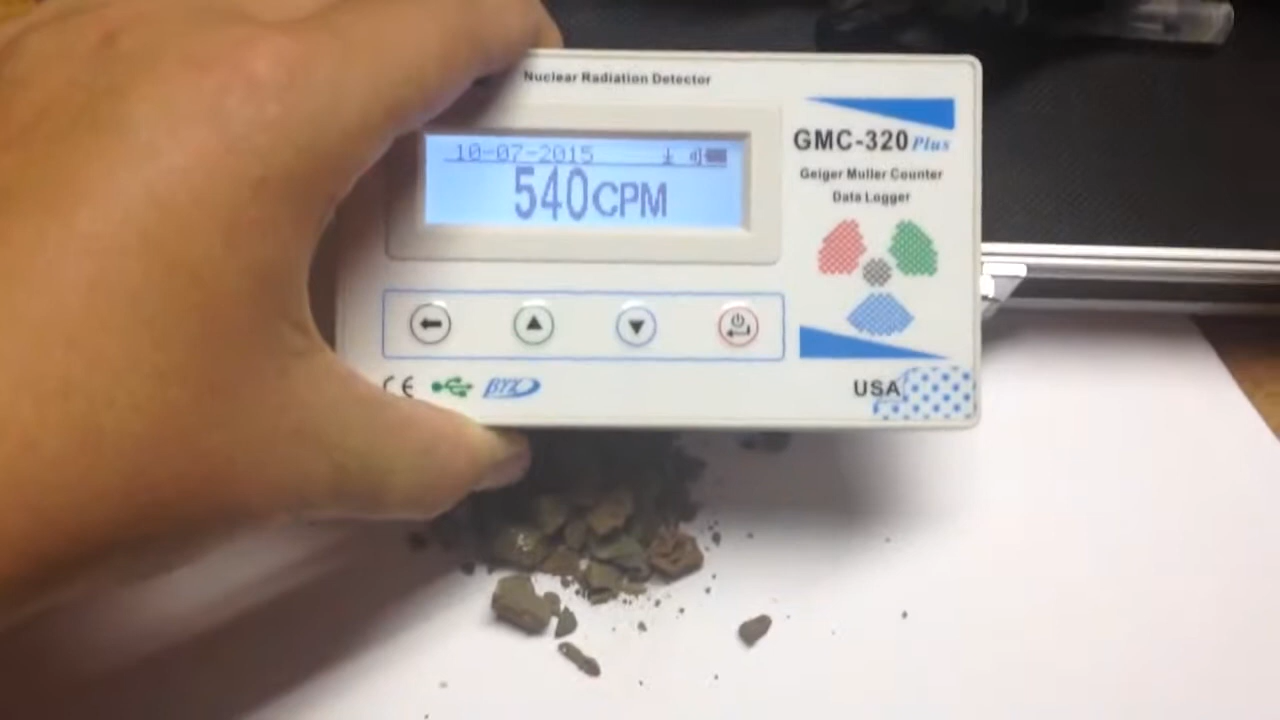 Nuclear Radiation Detector
10-07-2015
540CPM
GMC-320 Plus
Geiger Muller Counter
Data Logger
CE
USA